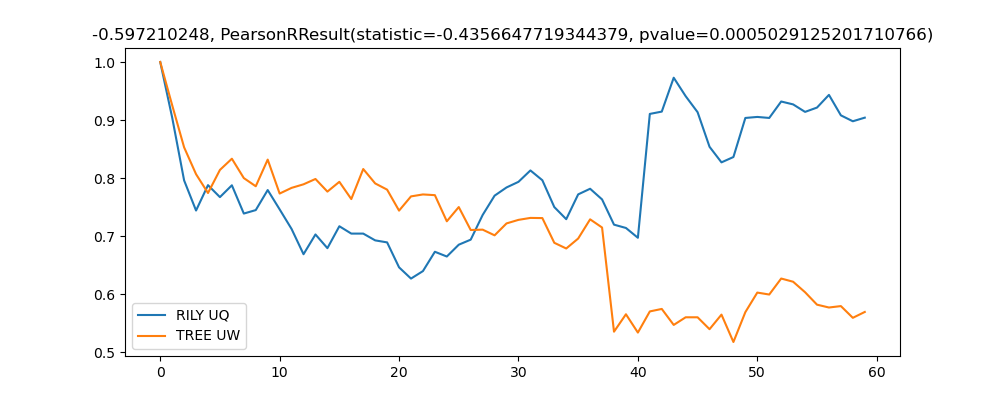 -0.597210248, PearsonRResult(statistic=-0.4356647719344379, pvalue=0.0005029125201710766)
1.0
0.9
0.8
0.7
0.6
0.5
RILY UQ
TREE UW
0 10 20 30 40 50 60